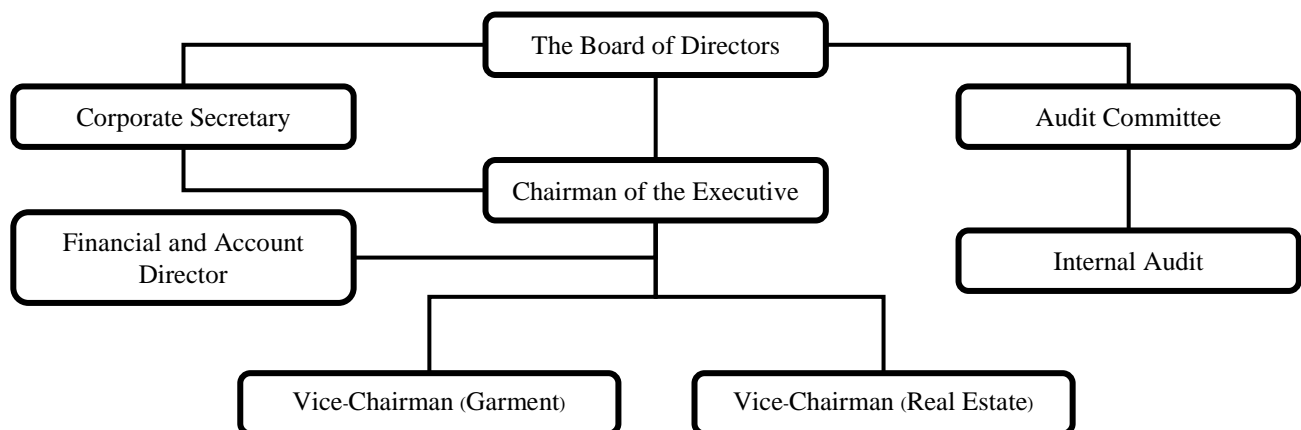 The Board of Directors
Corporate Secretary
Audit Committee
Chairman of the Executive
Financial and Account
Director
Internal Audit
Vice-Chairman (Garment)
Vice-Chairman (Real Estate)